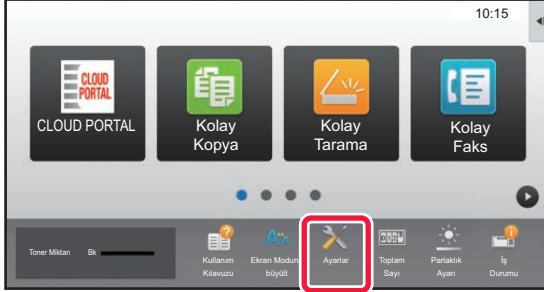 10:15
CLOUD
PORTAL
CLOUD PORTAL
Kolay
Kopya
Kolay
Tarama
Kolay
Faks
Toner Miktarı
Bk
Kullanım
Kılavuzu
Ekran Modun
büyült
Ayarlar
Toplam
Sayı
Parlaklık
Ayarı
İş
Durumu